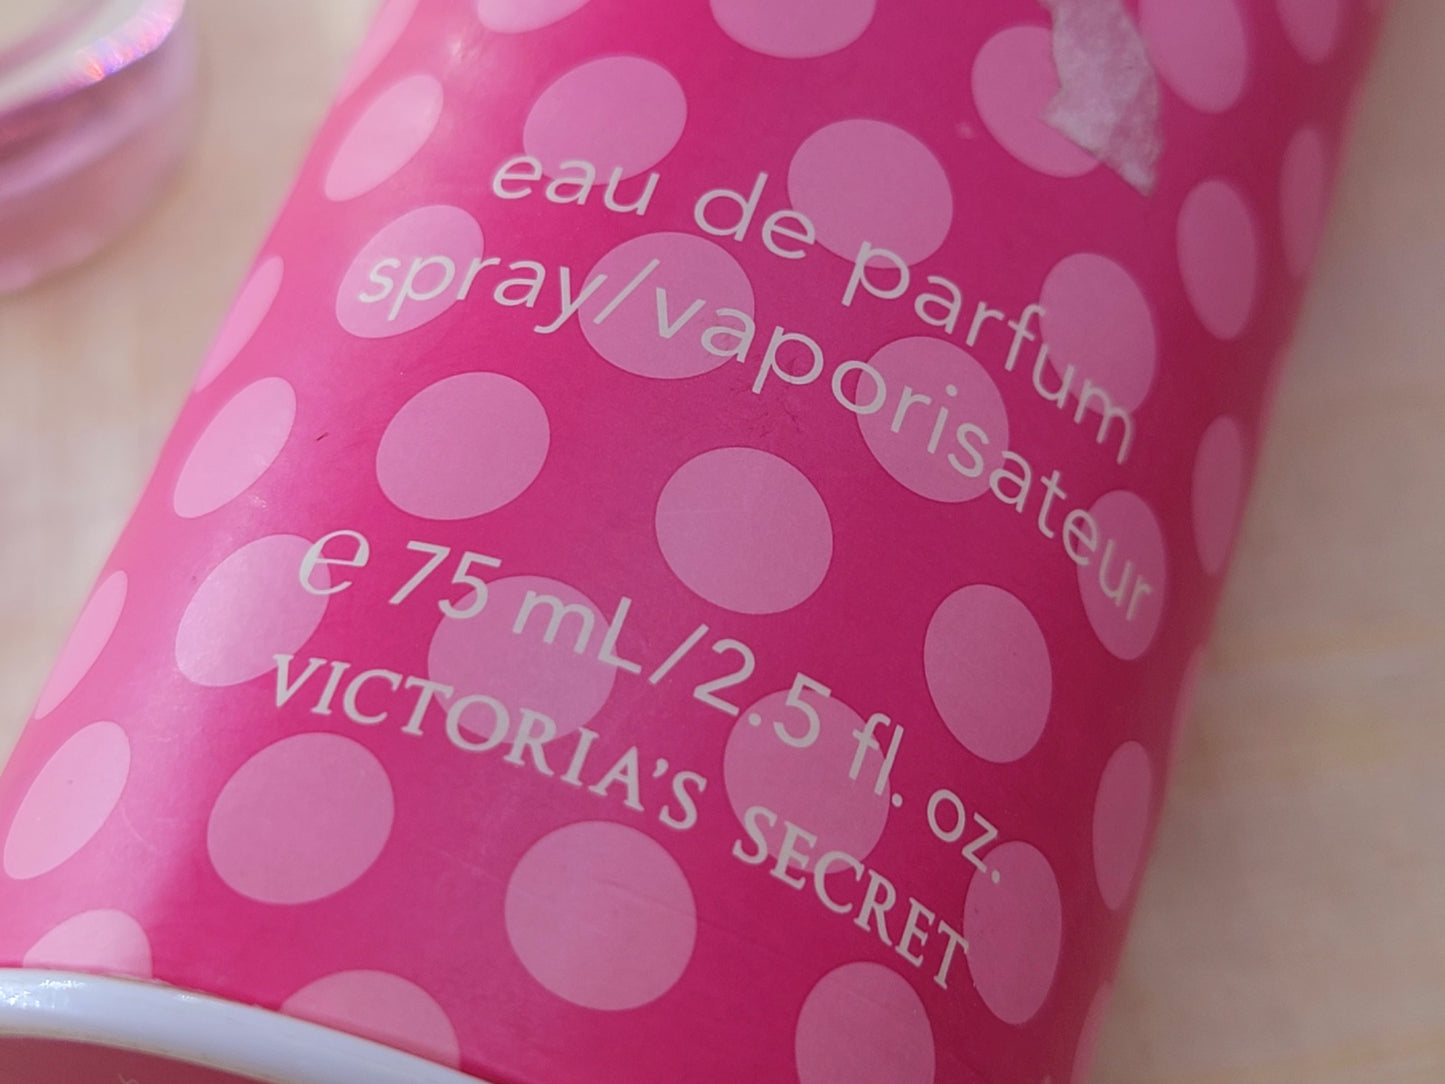 eau de parfum
spray/vaporisateur
℮ 75 mL/2.5 fl. oz.
VICTORIA'S SECRET